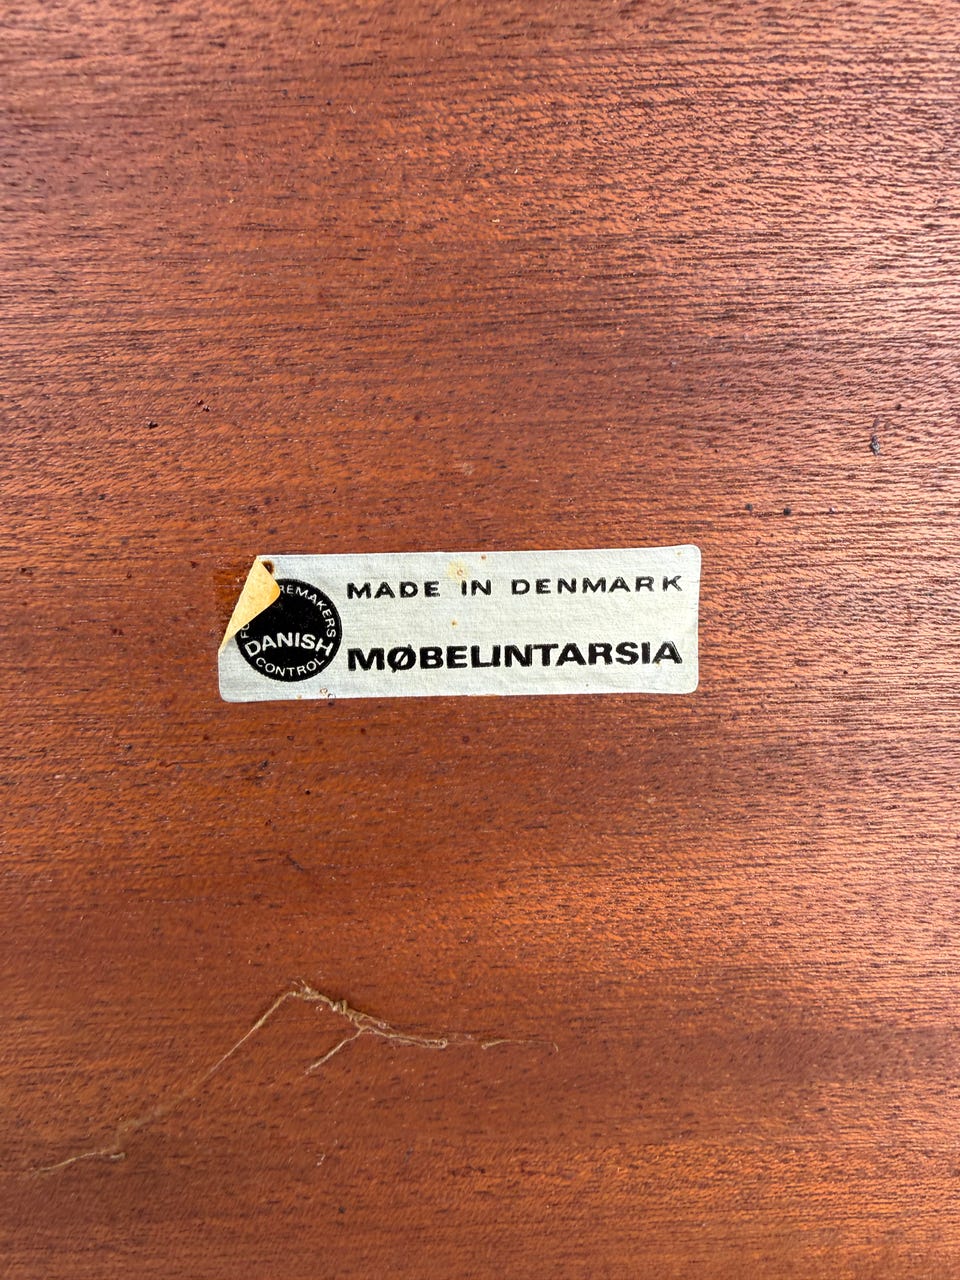 MADE IN DENMARK
MØBELINTARSIA
DANISH
CONTROL